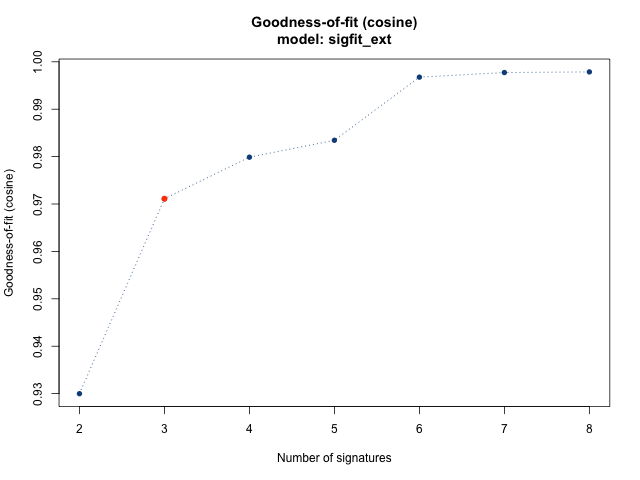 Goodness-of-fit (cosine)
model: sigfit_ext
Goodness-of-fit (cosine)
1.00
0.99
0.98
0.97
0.96
0.95
0.94
0.93
2 3 4 5 6 7 8
Number of signatures